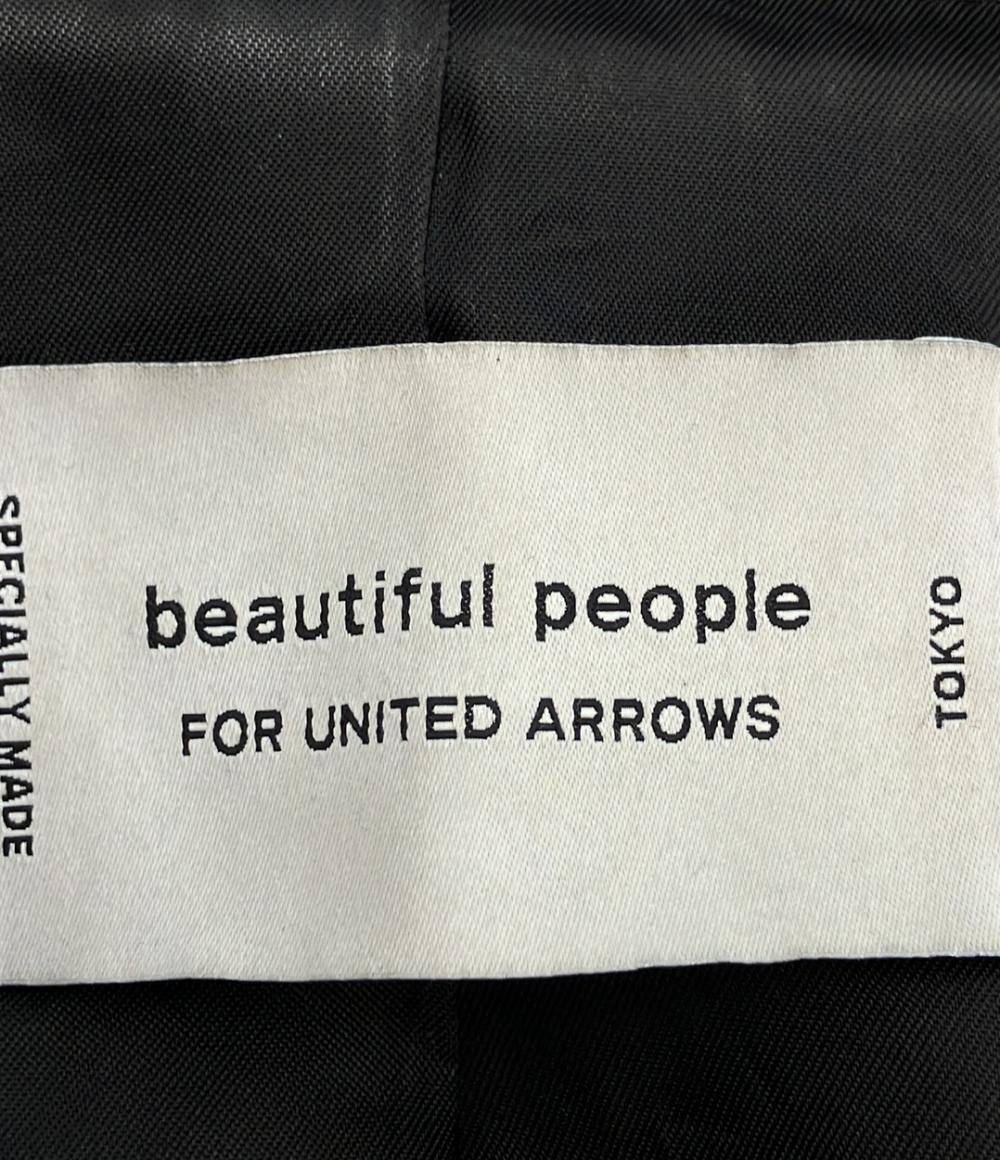 SPECIALLY MADE
beautiful people
FOR UNITED ARROWS
TOKYO